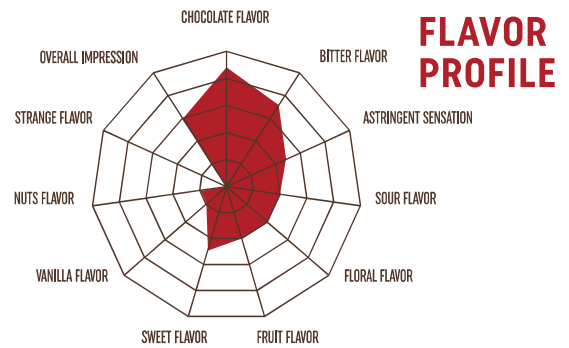 FLAVOR
PROFILE
CHOCOLATE FLAVOR
BITTER FLAVOR
ASTRINGENT SENSATION
SOUR FLAVOR
FLORAL FLAVOR
FRUIT FLAVOR
SWEET FLAVOR
VANILLA FLAVOR
NUTS FLAVOR
STRANGE FLAVOR
OVERALL IMPRESSION